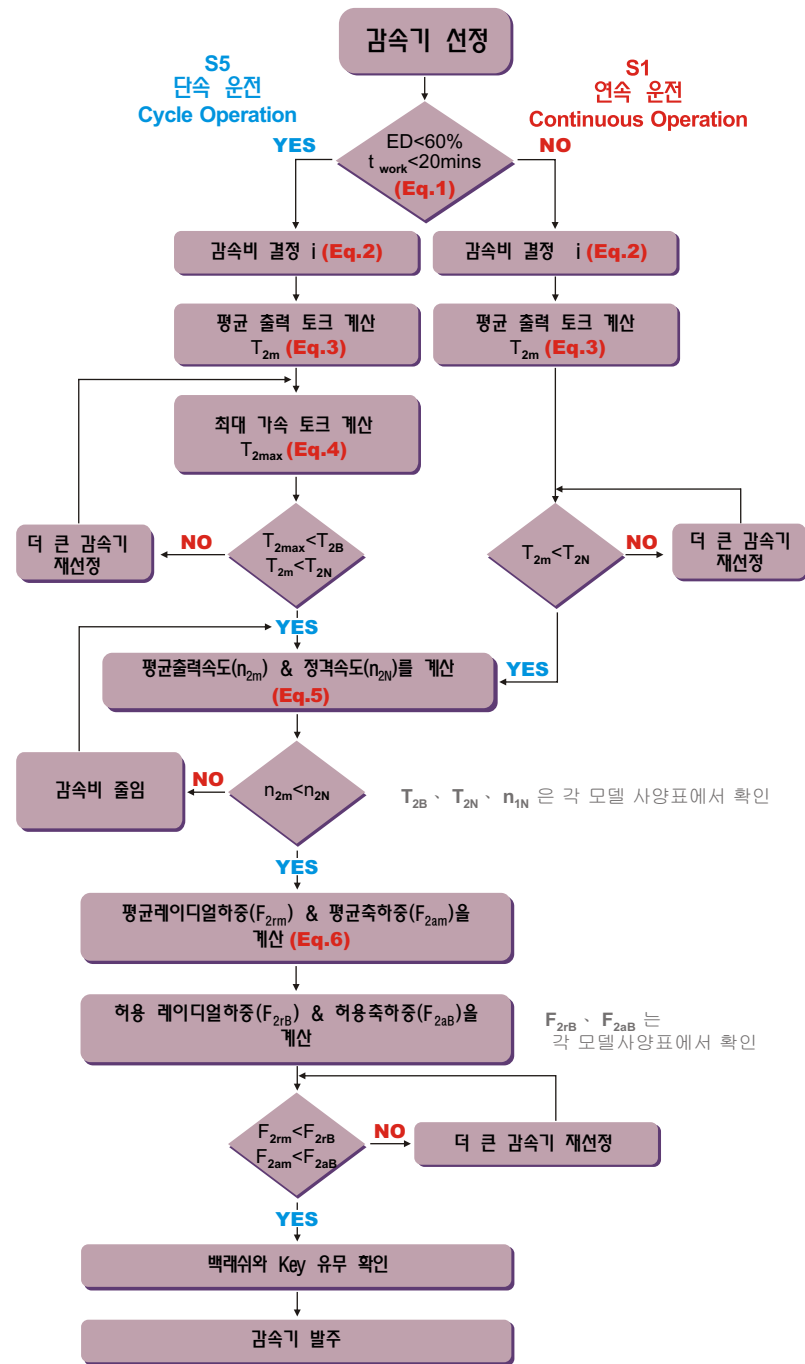 감속기 선정
S5
단속 운전
Cycle Operation
S1
연속 운전
Continuous Operation
YES
ED<60%
t work<20mins
(Eq.1)
NO
감속비 결정 i (Eq.2)
감속비 결정 i (Eq.2)
평균 출력 토크 계산
T2m (Eq.3)
평균 출력 토크 계산
T2m (Eq.3)
최대 가속 토크 계산
T2max (Eq.4)
더 큰 감속기
재선정
NO
T2max<T2B
T2m<T2N
T2m<T2N
NO
더 큰 감속기
재선정
YES
평균출력속도(n2m) & 정격속도(n2N)를 계산
(Eq.5)
YES
감속비 줄임
NO
n2m<n2N
T2B、 T2N、 n1N 은 각 모델 사양표에서 확인
YES
평균레이디얼하중(F2rm) & 평균축하중(F2am)을
계산 (Eq.6)
허용 레이디얼하중(F2rB) & 허용축하중(F2aB)을
계산
F2rB、 F2aB 는
각 모델사양표에서 확인
F2rm<F2rB
F2am<F2aB
NO
더 큰 감속기 재선정
YES
백래쉬와 Key 유무 확인
감속기 발주